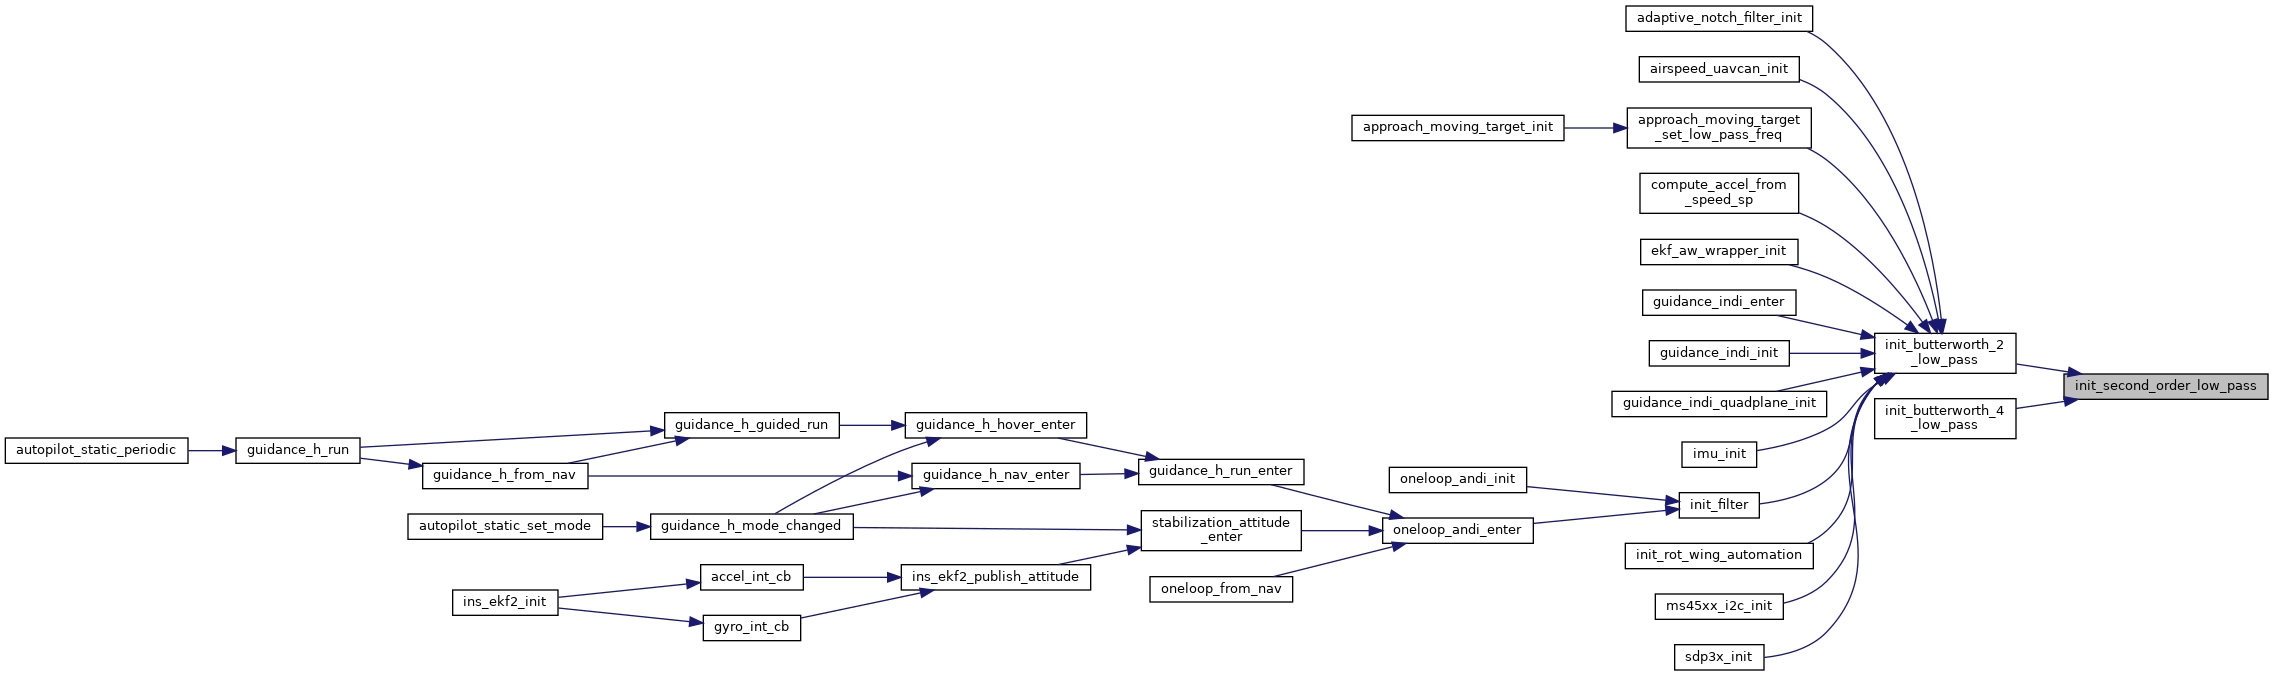 adaptive_notch_filter_init
airspeed_uavcan_init
approach_moving_target_init
approach_moving_target
_set_low_pass_freq
compute_accel_from
_speed_sp
ekf_aw_wrapper_init
guidance_indi_enter
guidance_indi_init
guidance_indi_quadplane_init
init_butterworth_2
_low_pass
init_second_order_low_pass
init_butterworth_4
_low_pass
imu_init
init_filter
init_rot_wing_automation
ms45xx_i2c_init
sdp3x_init
oneloop_andi_init
oneloop_andi_enter
guidance_h_run_enter
stabilization_attitude
_enter
oneloop_from_nav
guidance_h_hover_enter
guidance_h_nav_enter
ins_ekf2_publish_attitude
guidance_h_guided_run
guidance_h_mode_changed
accel_int_cb
gyro_int_cb
guidance_h_from_nav
autopilot_static_set_mode
ins_ekf2_init
guidance_h_run
autopilot_static_periodic